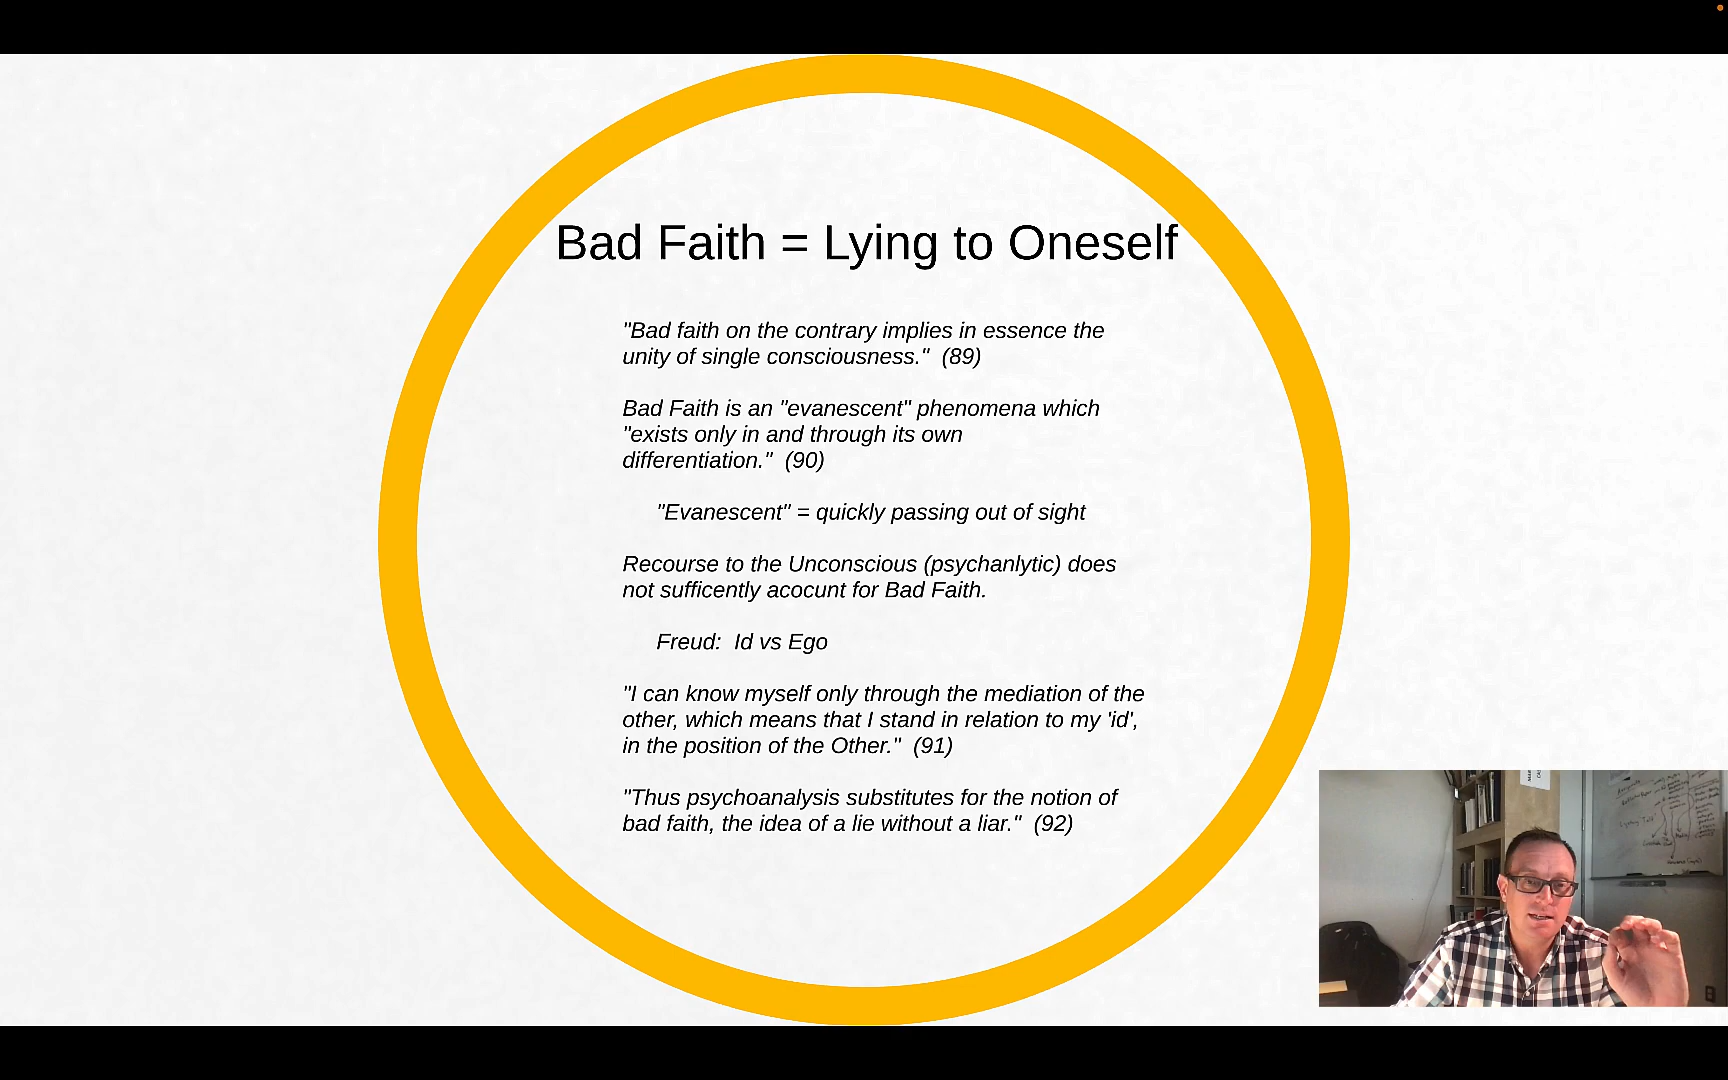 Bad Faith = Lying to Oneself
"Bad faith on the contrary implies in essence the
unity of single consciousness." (89)
Bad Faith is an "evanescent" phenomena which
"exists only in and through its own
differentiation." (90)
"Evanescent" = quickly passing out of sight
Recourse to the Unconscious (psychanlytic) does
not sufficently acocunt for Bad Faith.
Freud: Id vs Ego
"I can know myself only through the mediation of the
other, which means that I stand in relation to my 'id',
in the position of the Other." (91)
"Thus psychoanalysis substitutes for the notion of
bad faith, the idea of a lie without a liar." (92)